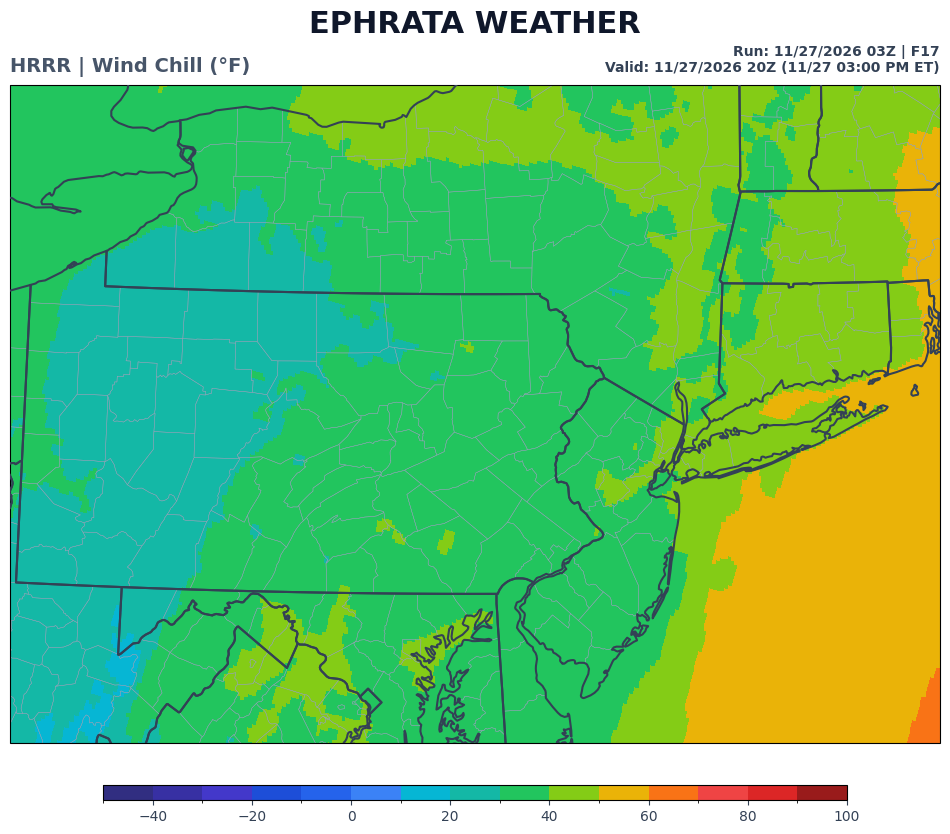 EPHRATA WEATHER
HRRR | Wind Chill (°F)
Run: 11/27/2026 03Z | F17
Valid: 11/27/2026 20Z (11/27 03:00 PM ET)
−40 −20 0 20 40 60 80 100